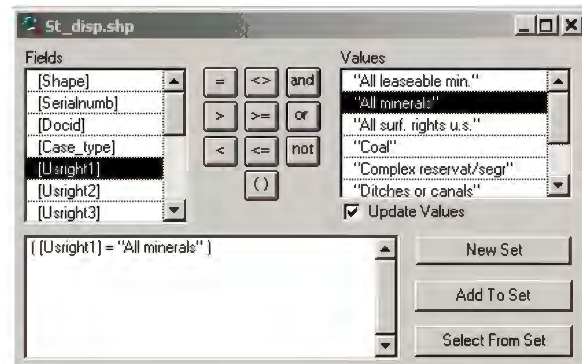 St_disp.shp
Fields
[Shape]
[Serialnumb]
[Docid]
[Case_type]
[Usright1]
[Usright2]
[Usright3]
= <> and
> >= or
< <= not
( )
Values
"All leaseable min."
"All minerals"
"All surf. rights u.s."
"Coal"
"Complex reservat/segr"
"Ditches or canals"
Update Values
( [Usright1] = "All minerals" )
New Set
Add To Set
Select From Set